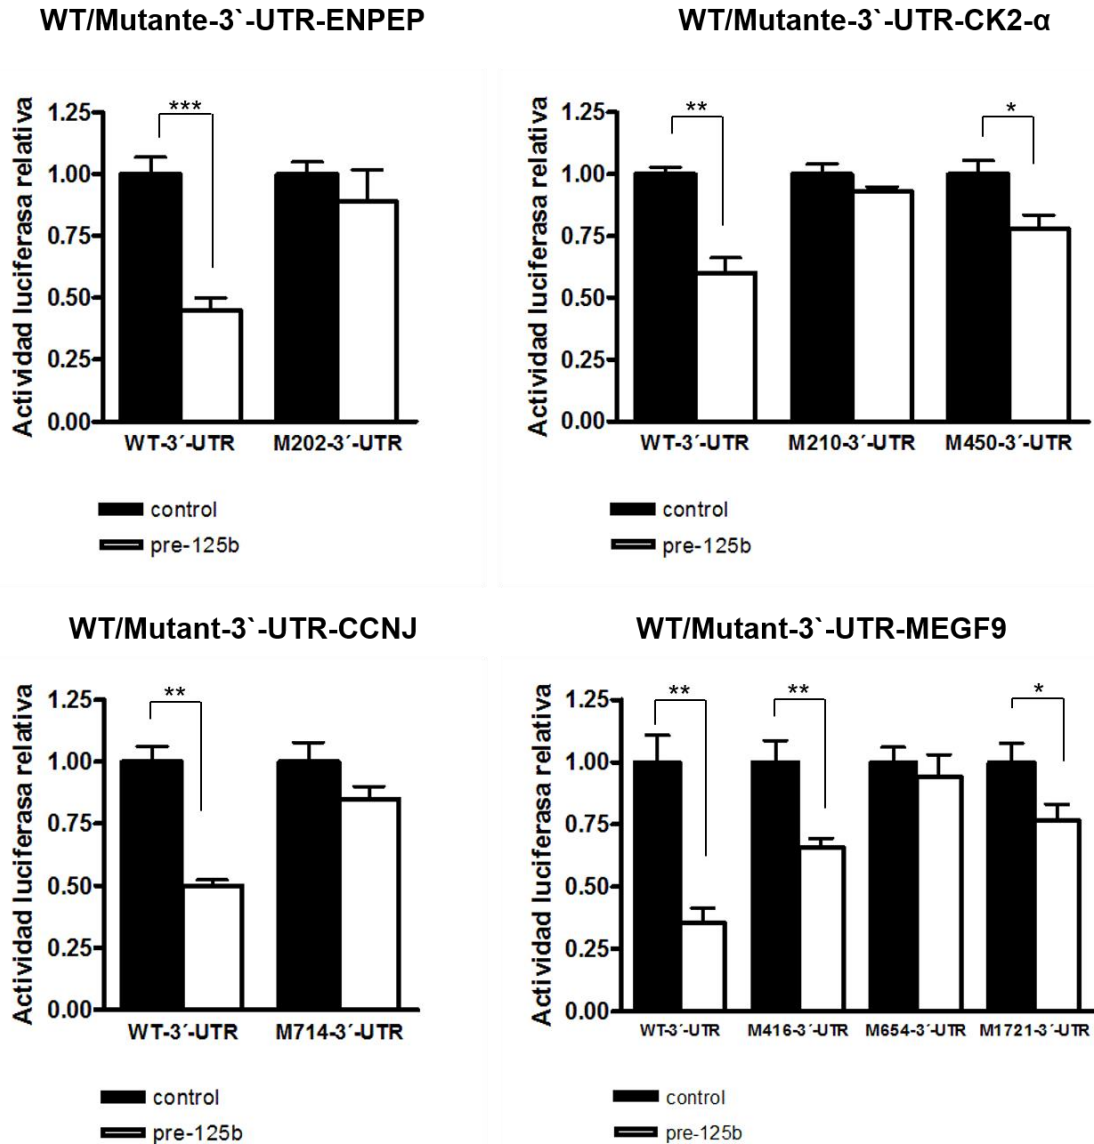 WT/Mutante-3`-UTR-ENPEP
Actividad luciferasa relativa
1.25
1.00
0.75
0.50
0.25
0.00
***
WT-3´-UTR M202-3´-UTR
control
pre-125b
WT/Mutante-3`-UTR-CK2-α
Actividad luciferasa relativa
1.25
1.00
0.75
0.50
0.25
0.00
** *
WT-3´-UTR M210-3´-UTR M450-3´-UTR
control
pre-125b
WT/Mutant-3`-UTR-CCNJ
Actividad luciferasa relativa
1.25
1.00
0.75
0.50
0.25
0.00
**
WT-3´-UTR M714-3´-UTR
control
pre-125b
WT/Mutant-3`-UTR-MEGF9
Actividad luciferasa relativa
1.25
1.00
0.75
0.50
0.25
0.00
** ** *
WT-3´-UTR M416-3´-UTR M654-3´-UTR M1721-3´-UTR
control
pre-125b